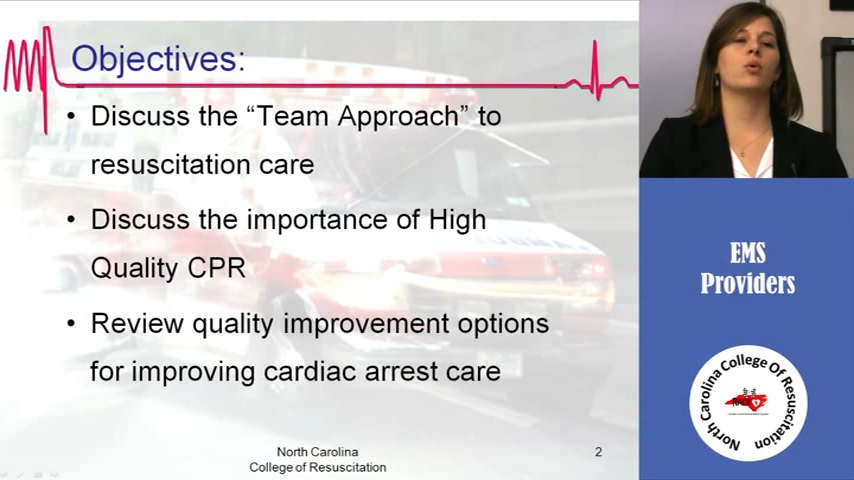 Objectives:
• Discuss the “Team Approach” to
resuscitation care
• Discuss the importance of High
Quality CPR
• Review quality improvement options
for improving cardiac arrest care
North Carolina
College of Resuscitation
2
EMS
Providers
North Carolina College Of Resuscitation